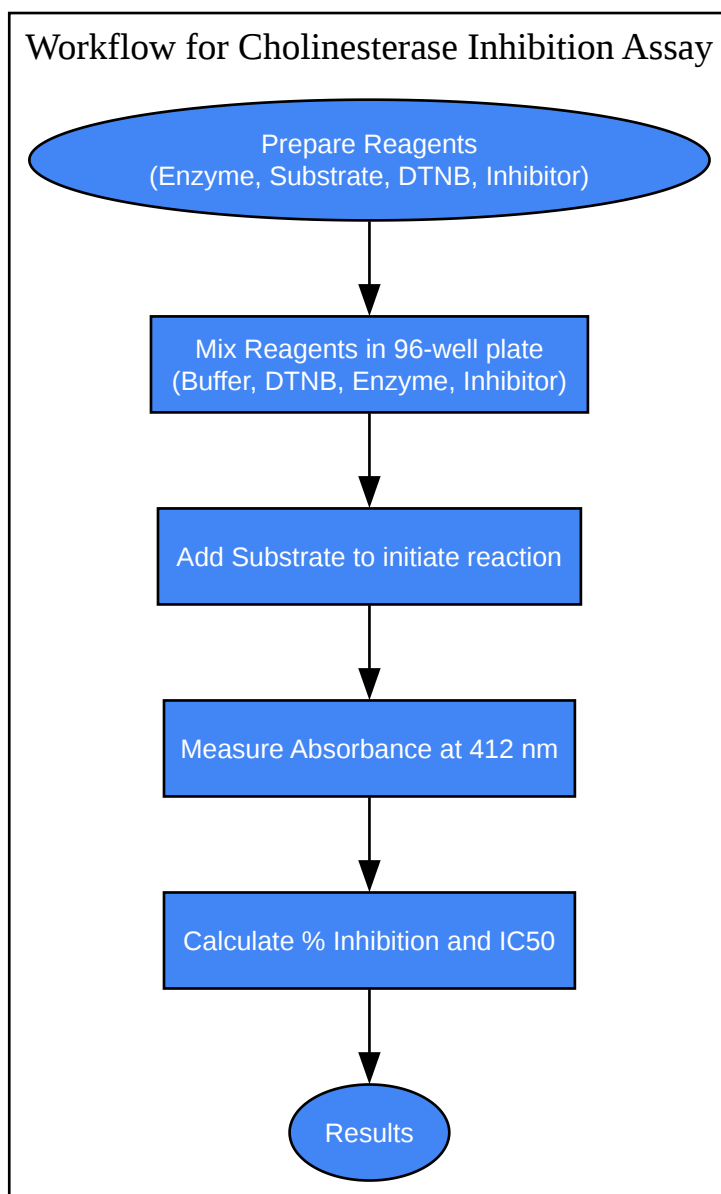 Workflow for Cholinesterase Inhibition Assay
Prepare Reagents
(Enzyme, Substrate, DTNB, Inhibitor)
Mix Reagents in 96-well plate
(Buffer, DTNB, Enzyme, Inhibitor)
Add Substrate to initiate reaction
Measure Absorbance at 412 nm
Calculate % Inhibition and IC50
Results